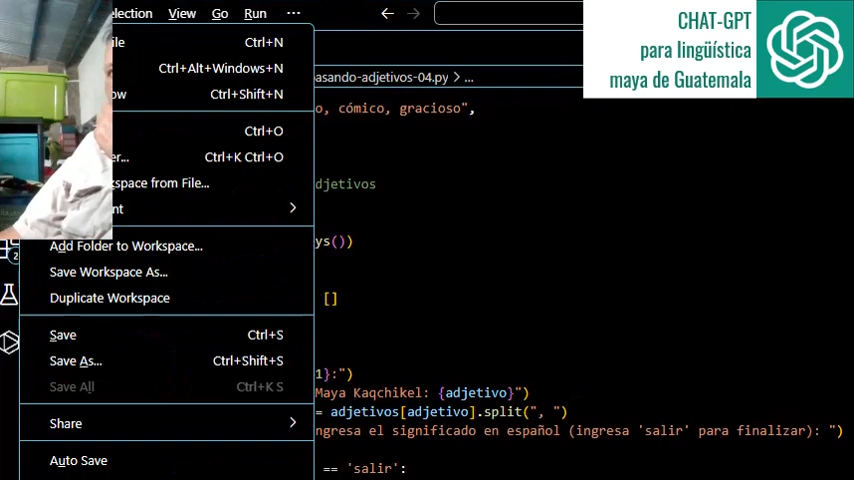 election View Go Run ...
CHAT-GPT
para lingüística
maya de Guatemala
ile Ctrl+N
Ctrl+Alt+Windows+N
ow Ctrl+Shift+N
Ctrl+O
er... Ctrl+K Ctrl+O
space from File...
nt
Add Folder to Workspace...
Save Workspace As...
Duplicate Workspace
Save Ctrl+S
Save As... Ctrl+Shift+S
Save All Ctrl+K S
Share
Auto Save
2
asando-adjetivos-04.py > ...
o, cómico, gracioso",
djetivos
ys())
[]
1}:")
Maya Kaqchikel: {adjetivo}")
= adjetivos[adjetivo].split(", ")
ngresa el significado en español (ingresa 'salir' para finalizar): ")
== 'salir':